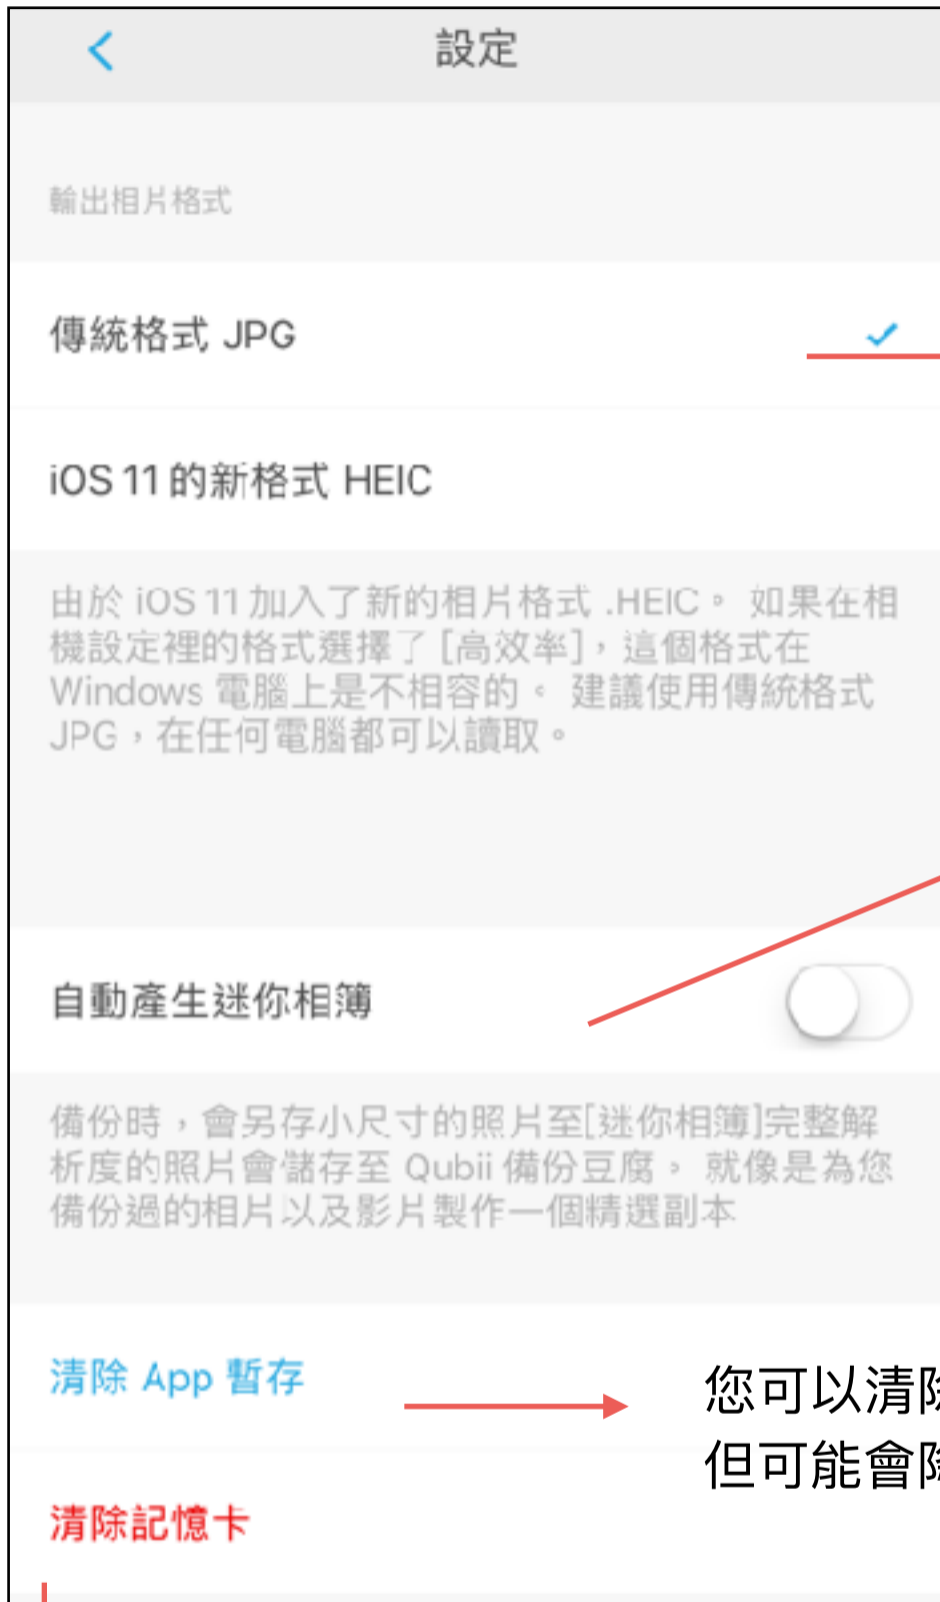 設定
輸出相片格式
傳統格式 JPG
iOS 11 的新格式 HEIC
由於 iOS 11 加入了新的相片格式 .HEIC。 如果在相
機設定裡的格式選擇了 [高效率]，這個格式在
Windows 電腦上是不相容的。 建議使用傳統格式
JPG，在任何電腦都可以讀取。
自動產生迷你相簿
備份時，會另存小尺寸的照片至[迷你相簿]完整解
析度的照片會儲存至 Qubii 備份豆腐。 就像是為您
備份過的相片以及影片製作一個精選副本
清除 App 暫存
您可以清除
但可能會
清除記憶卡